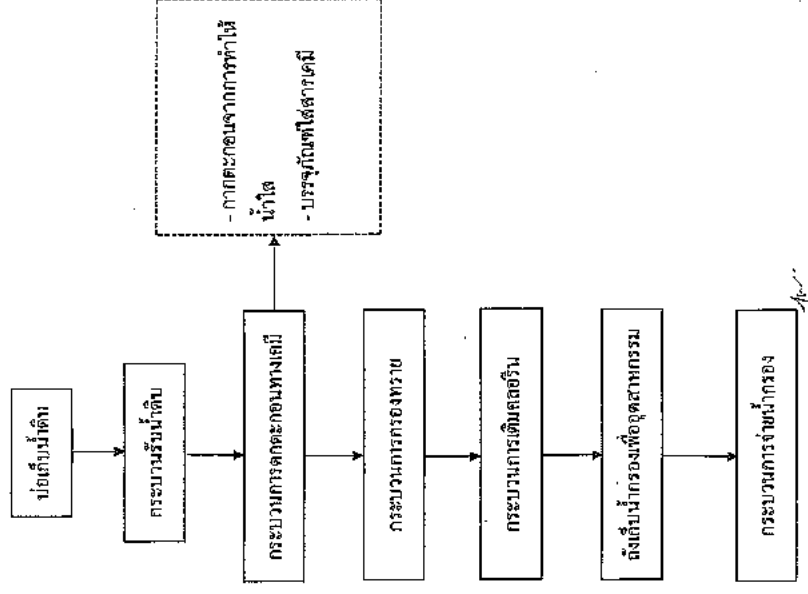 บ่อเก็บน้ำดิบ
กระบวนรับน้ำดิบ
กระบวนการตกตะกอนทางเคมี
- กากตะกอนจากการทำให้
น้ำใส
- บรรจุภัณฑ์ใส่สารเคมี
กระบวนการกรองทราย
กระบวนการเติมคลอรีน
ถังเก็บน้ำกรองเพื่ออุตสาหกรรม
กระบวนการจ่ายน้ำกรอง